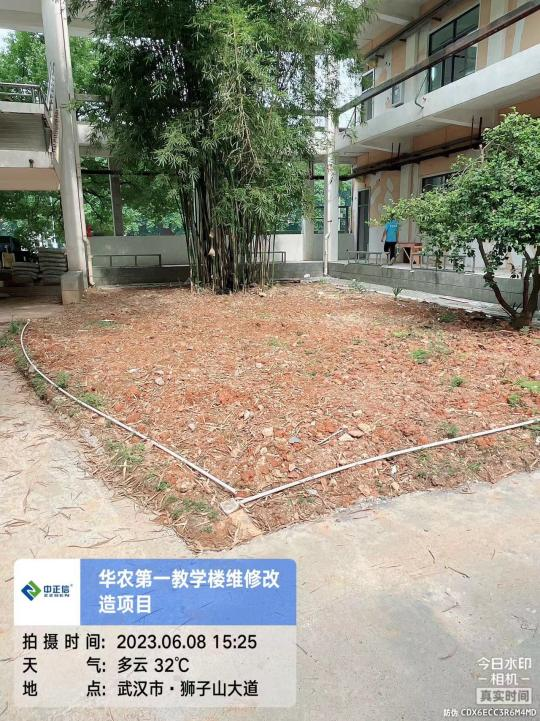 中正信®
ZZSEN
华农第一教学楼维修改
造项目
拍摄时间: 2023.06.08 15:25
天 气: 多云 32℃
地 点: 武汉市·狮子山大道
今日水印
-相机-
真实时间
防伪 CDX6ECC3R6M4MD